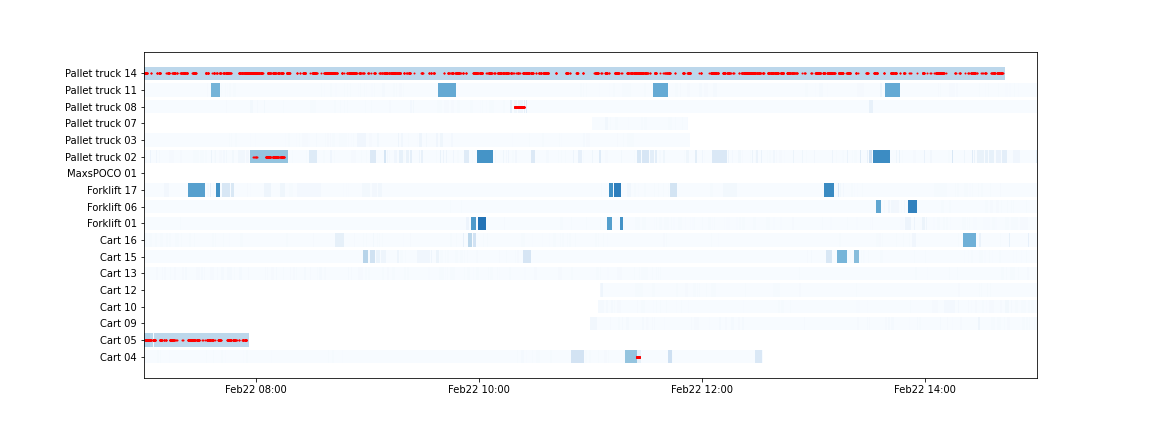 Pallet truck 14
Pallet truck 11
Pallet truck 08
Pallet truck 07
Pallet truck 03
Pallet truck 02
MaxsPOCO 01
Forklift 17
Forklift 06
Forklift 01
Cart 16
Cart 15
Cart 13
Cart 12
Cart 10
Cart 09
Cart 05
Cart 04
Feb22 08:00 Feb22 10:00 Feb22 12:00 Feb22 14:00